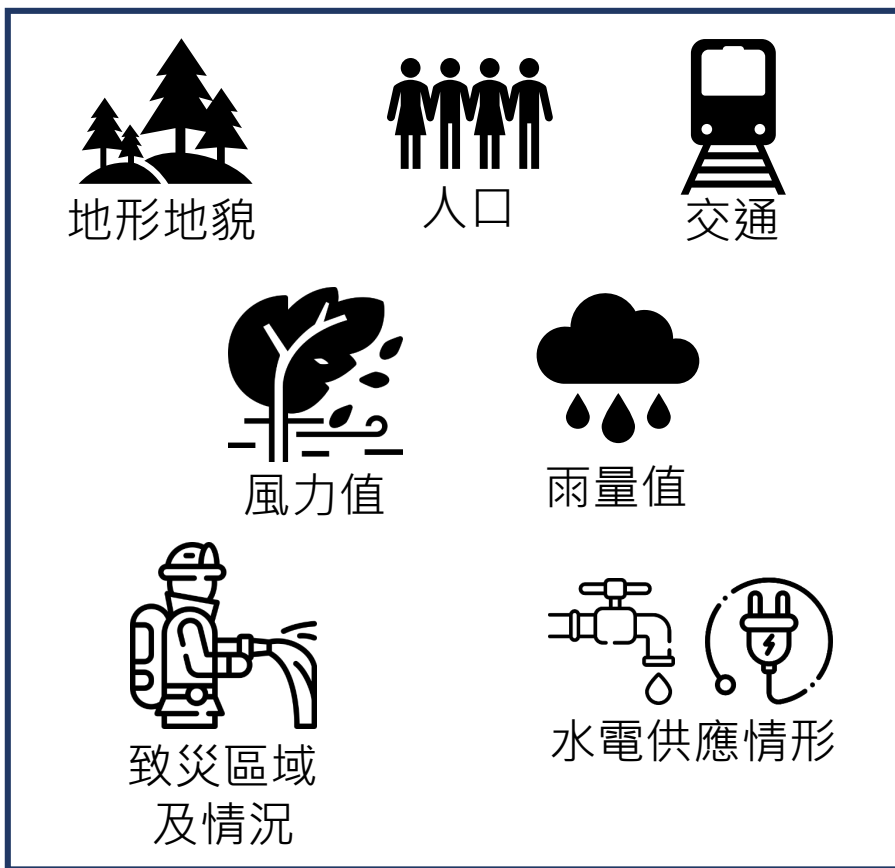 地形地貌
人口
交通
風力值
雨量值
致災區域
及情況
水電供應情形